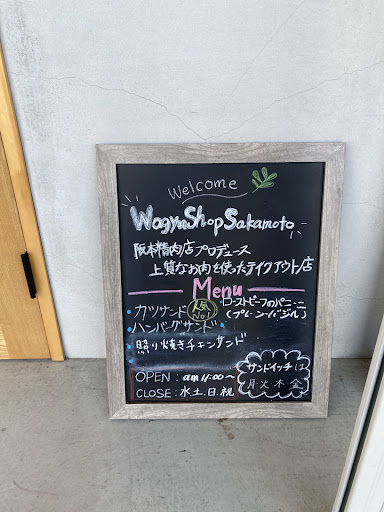 Welcome
WagyuShopSakamoto
阪本精肉店プロデュース
上質なお肉を使ったテイクアウト店
Menu
・カツサンド 人気No.1
・ローストビーフのパニーニ
(プレーン・バジル)
・ハンバーグサンド
・照り焼きチキンサンド
OPEN : am 11:00〜
CLOSE : 水.土.日.祝
サンドイッチは
月火木金